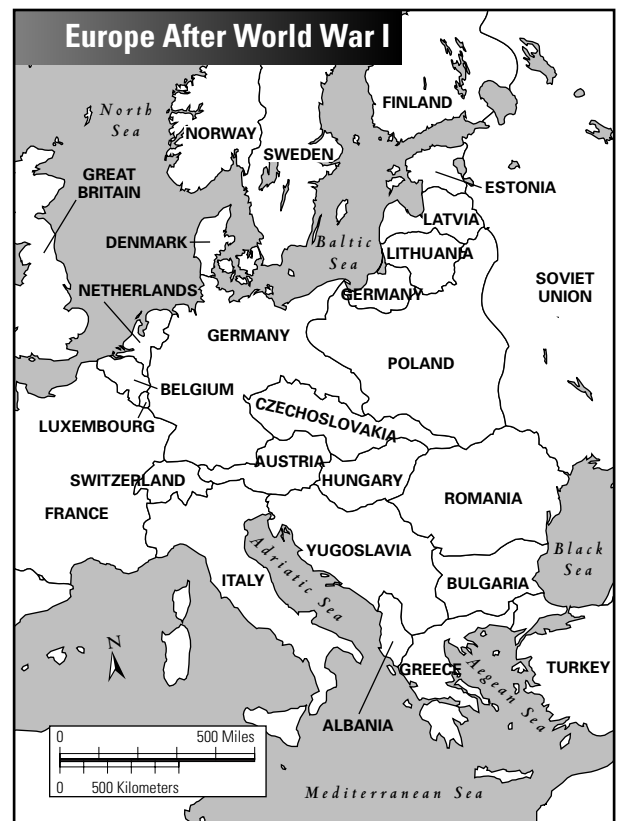 Europe After World War I
North
Sea
NORWAY
FINLAND
SWEDEN
GREAT
BRITAIN
ESTONIA
LATVIA
DENMARK
Baltic
Sea
LITHUANIA
NETHERLANDS
GERMANY
SOVIET
UNION
GERMANY
POLAND
BELGIUM
CZECHOSLOVAKIA
LUXEMBOURG
AUSTRIA
SWITZERLAND
HUNGARY
ROMANIA
FRANCE
Adriatic Sea
YUGOSLAVIA
Black
Sea
ITALY
BULGARIA
N
GREECE
Aegean Sea
TURKEY
ALBANIA
0 500 Miles
0 500 Kilometers
Mediterranean Sea